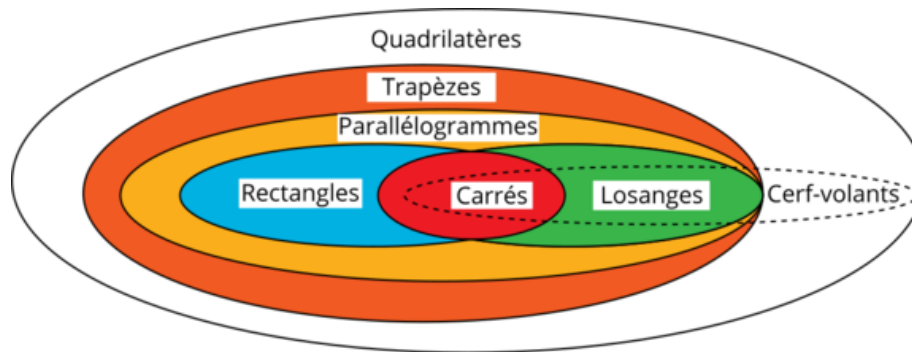 Quadrilatères
Trapèzes
Parallélogrammes
Rectangles
Carrés
Losanges
Cerf-volants